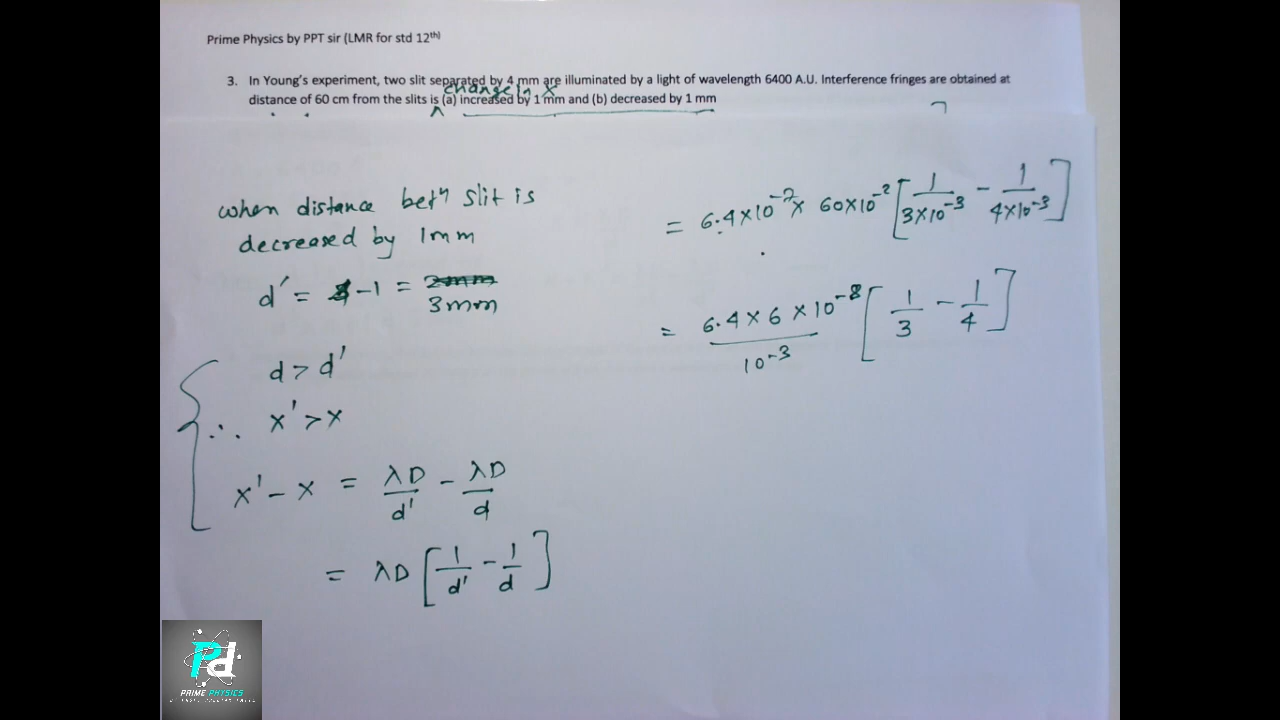 Prime Physics by PPT sir (LMR for std 12th)
3. In Young's experiment, two slit separated by 4 mm are illuminated by a light of wavelength 6400 A.U. Interference fringes are obtained at
change in x
distance of 60 cm from the slits is (a) increased by 1 mm and (b) decreased by 1 mm
when distance betn slit is
decreased by 1mm
d' = 4-1 = 3mm
d > d'
∴ x' > x
x' - x = λD/d' - λD/d
= λD [1/d' - 1/d]
= 6.4×10^-7 × 60×10^-2 [1/3×10^-3 - 1/4×10^-3]
= 6.4 × 6 × 10^-8/10^-3 [1/3 - 1/4]
Pd
PRIME PHYSICS